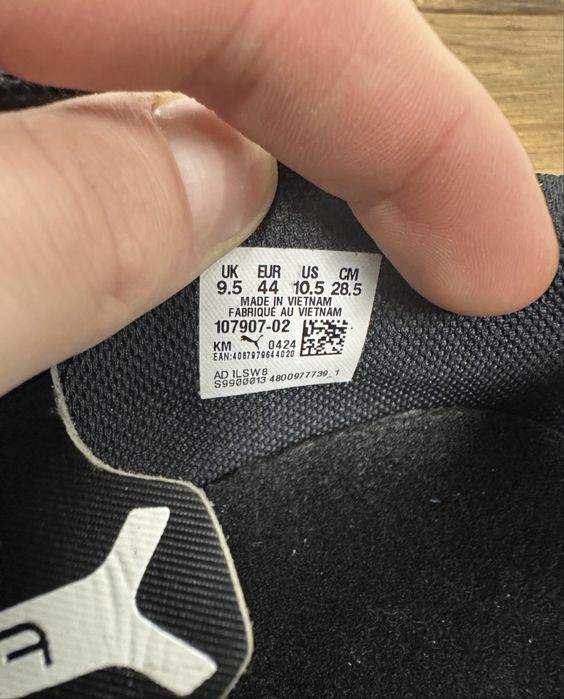 UK EUR US CM
9.5 44 10.5 28.5
MADE IN VIETNAM
FABRIQUÉ AU VIETNAM
107907-02
KM 0424
EAN:4067979644020
AD ILSW8
S9900013 4800977739_1